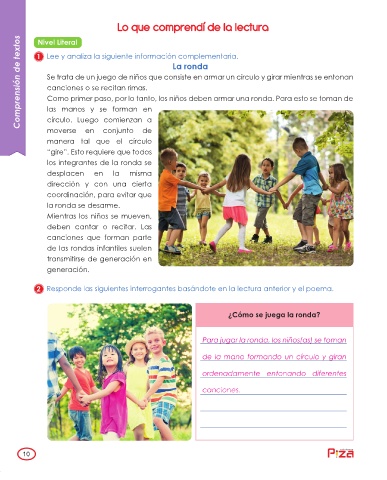 Lo que comprendí de la lectura
Comprensión de textos
Nivel Literal
1 Lee y analiza la siguiente información complementaria.
La ronda
Se trata de un juego de niños que consiste en armar un círculo y girar mientras se entonan
canciones o se recitan rimas.
Como primer paso, por lo tanto, los niños deben armar una ronda. Para esto se toman de
las manos y se forman en
círculo. Luego comienzan a
moverse en conjunto de
manera tal que el círculo
“gire”. Esto requiere que todos
los integrantes de la ronda se
desplacen en la misma
dirección y con una cierta
coordinación, para evitar que
la ronda se desarme.
Mientras los niños se mueven,
deben cantar o recitar. Las
canciones que forman parte
de las rondas infantiles suelen
transmitirse de generación en
generación.
2 Responde las siguientes interrogantes basándote en la lectura anterior y el poema.
¿Cómo se juega la ronda?
Para jugar la ronda, los niños(as) se toman
de la mano formando un círculo y giran
ordenadamente entonando diferentes
canciones.
10
Piza